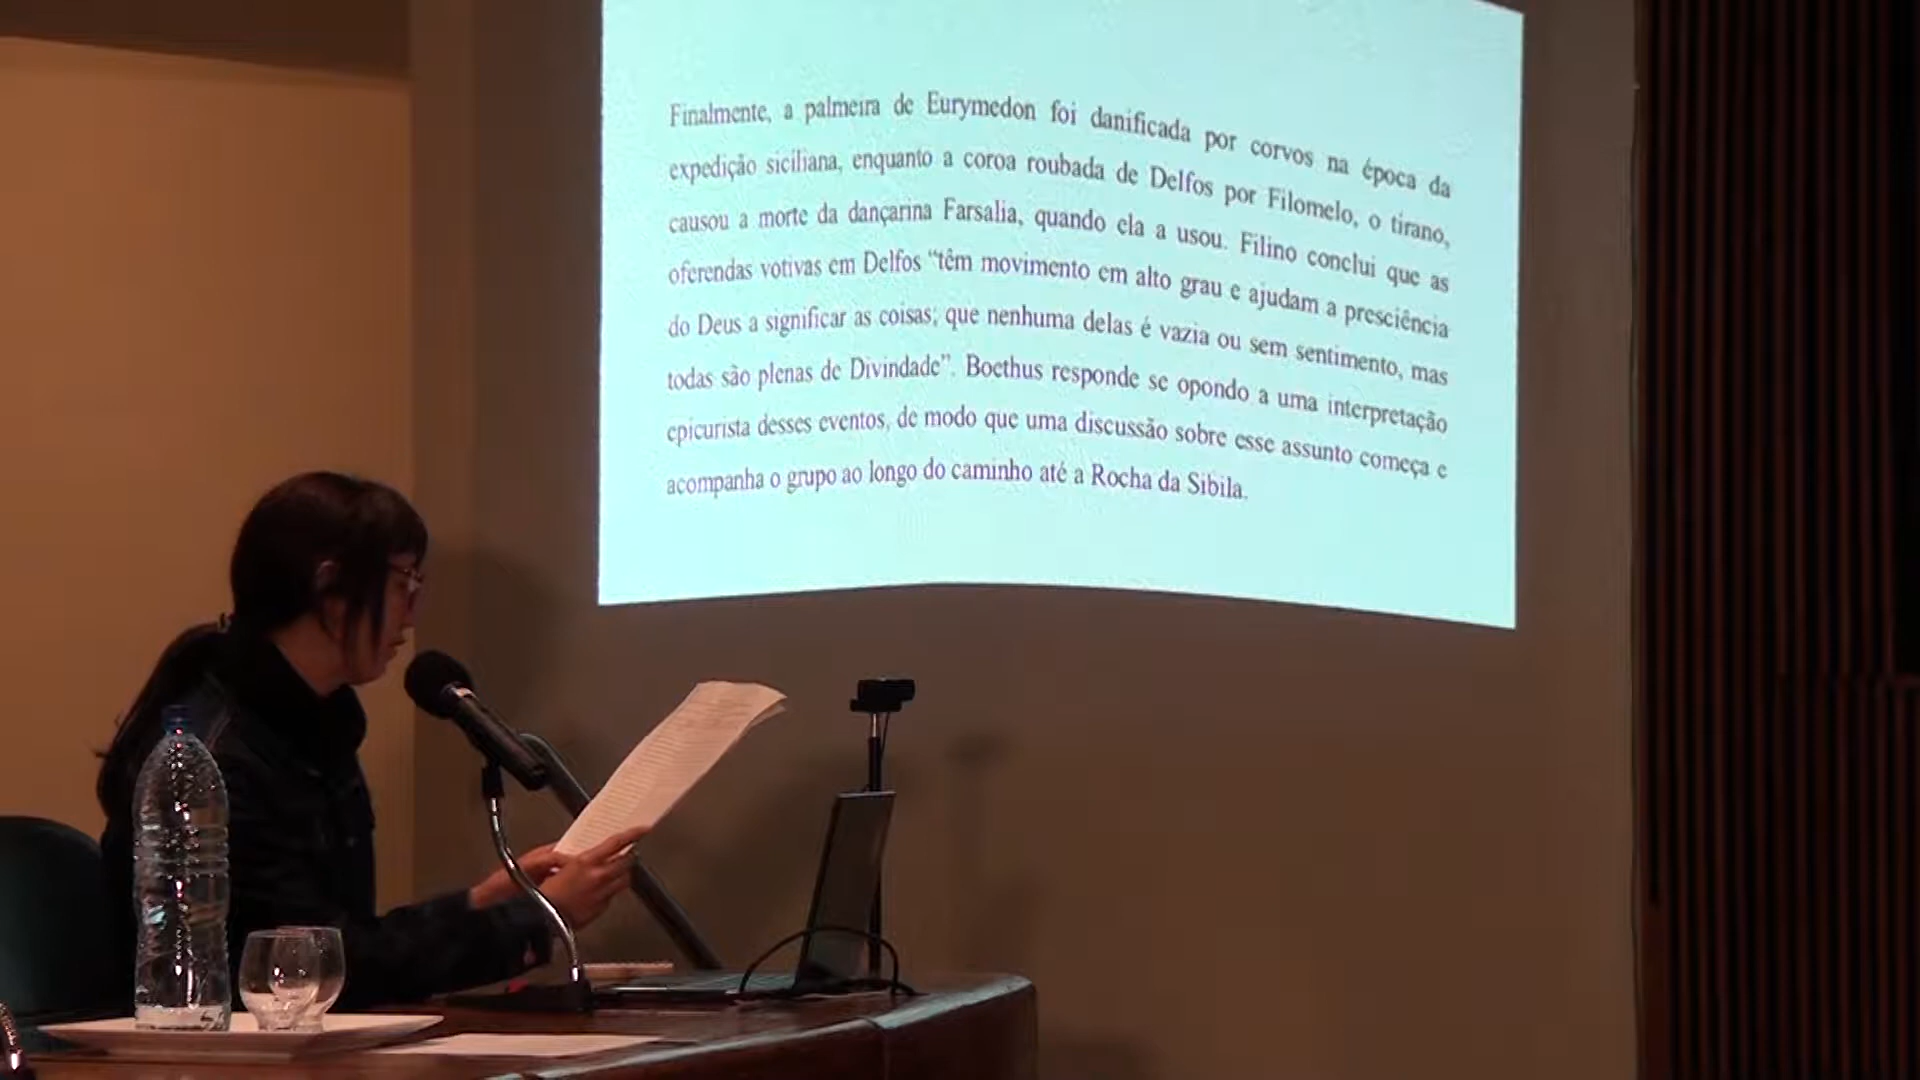 Finalmente, a palmeira de Eurymedon foi danificada por corvos na época da
expedição siciliana, enquanto a coroa roubada de Delfos por Filomelo, o tirano,
causou a morte da dançarina Farsalia, quando ela a usou. Filino conclui que as
oferendas votivas em Delfos “têm movimento em alto grau e ajudam a presciência
do Deus a significar as coisas; que nenhuma delas é vazia ou sem sentimento, mas
todas são plenas de Divindade”. Boethus responde se opondo a uma interpretação
epicurista desses eventos, de modo que uma discussão sobre esse assunto começa e
acompanha o grupo ao longo do caminho até a Rocha da Sibila.